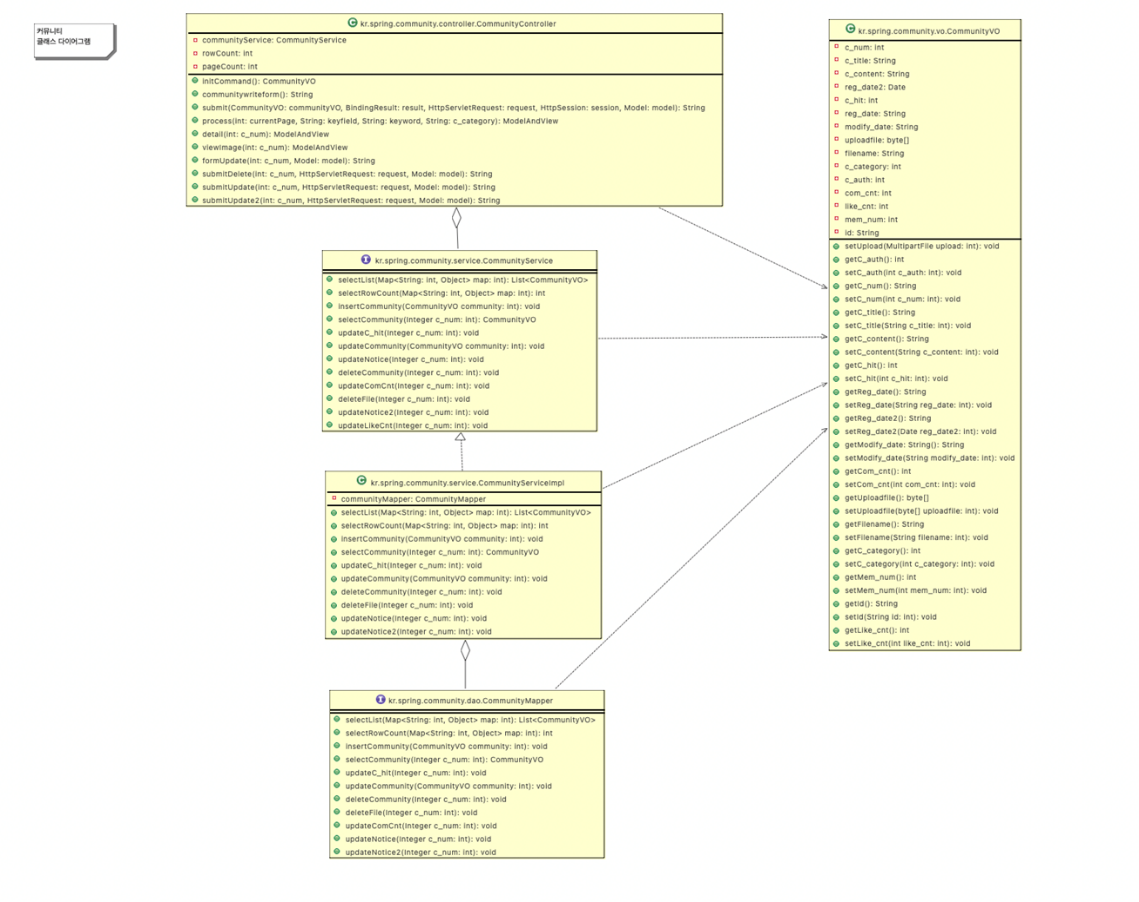 커뮤니티
클래스 다이어그램
kr.spring.community.controller.CommunityController
communityService: CommunityService
rowCount: int
pageCount: int
initCommand(): CommunityVO
communitywriteform(): String
submit(CommunityVO: communityVO, BindingResult: result, HttpServletRequest: request, HttpSession: session, Model: model): String
process(int: currentPage, String: keyfield, String: keyword, String: c_category): ModelAndView
detail(int: c_num): ModelAndView
viewImage(int: c_num): ModelAndView
formUpdate(int: c_num, Model: model): String
submitDelete(int: c_num, HttpServletRequest: request, Model: model): String
submitUpdate(int: c_num, HttpServletRequest: request, Model: model): String
submitUpdate2(int: c_num, HttpServletRequest: request, Model: model): String
kr.spring.community.service.CommunityService
selectList(Map<String: int, Object> map: int): List<CommunityVO>
selectRowCount(Map<String: int, Object> map: int): int
insertCommunity(CommunityVO community: int): void
selectCommunity(Integer c_num: int): CommunityVO
updateC_hit(Integer c_num: int): void
updateCommunity(CommunityVO community: int): void
updateNotice(Integer c_num: int): void
deleteCommunity(Integer c_num: int): void
updateComCnt(Integer c_num: int): void
deleteFile(Integer c_num: int): void
updateNotice2(Integer c_num: int): void
updateLikeCnt(Integer c_num: int): void
kr.spring.community.service.CommunityServiceImpl
communityMapper: CommunityMapper
selectList(Map<String: int, Object> map: int): List<CommunityVO>
selectRowCount(Map<String: int, Object> map: int): int
insertCommunity(CommunityVO community: int): void
selectCommunity(Integer c_num: int): CommunityVO
updateC_hit(Integer c_num: int): void
updateCommunity(CommunityVO community: int): void
deleteCommunity(Integer c_num: int): void
deleteFile(Integer c_num: int): void
updateNotice(Integer c_num: int): void
updateNotice2(Integer c_num: int): void
kr.spring.community.dao.CommunityMapper
selectList(Map<String: int, Object> map: int): List<CommunityVO>
selectRowCount(Map<String: int, Object> map: int): int
insertCommunity(CommunityVO community: int): void
selectCommunity(Integer c_num: int): CommunityVO
updateC_hit(Integer c_num: int): void
updateCommunity(CommunityVO community: int): void
deleteCommunity(Integer c_num: int): void
deleteFile(Integer c_num: int): void
updateComCnt(Integer c_num: int): void
updateNotice(Integer c_num: int): void
updateNotice2(Integer c_num: int): void
kr.spring.community.vo.CommunityVO
c_num: int
c_title: String
c_content: String
reg_date2: Date
c_hit: int
reg_date: String
modify_date: String
uploadfile: byte[]
filename: String
c_category: int
c_auth: int
com_cnt: int
like_cnt: int
mem_num: int
id: String
setUpload(MultipartFile upload: int): void
getC_auth(): int
setC_auth(int c_auth: int): void
getC_num(): String
setC_num(int c_num: int): void
getC_title(): String
setC_title(String c_title: int): void
getC_content(): String
setC_content(String c_content: int): void
getC_hit(): int
setC_hit(int c_hit: int): void
getReg_date(): String
setReg_date(String reg_date: int): void
getReg_date2(): String
setReg_date2(Date reg_date2: int): void
getModify_date: String(): String
setModify_date(String modify_date: int): void
getCom_cnt(): int
setCom_cnt(int com_cnt: int): void
getUploadfile(): byte[]
setUploadfile(byte[] uploadfile: int): void
getFilename(): String
setFilename(String filename: int): void
getC_category(): int
setC_category(int c_category: int): void
getMem_num(): int
setMem_num(int mem_num: int): void
getId(): String
setId(String id: int): void
getLike_cnt(): int
setLike_cnt(int like_cnt: int): void